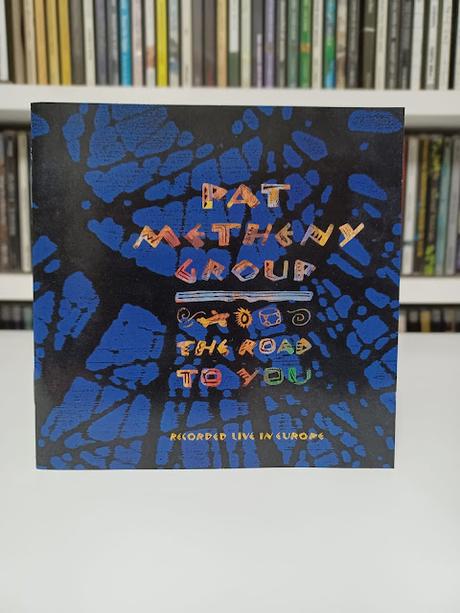 PAT
METHENY
GROUP
THE ROAD
TO YOU
RECORDED LIVE IN EUROPE